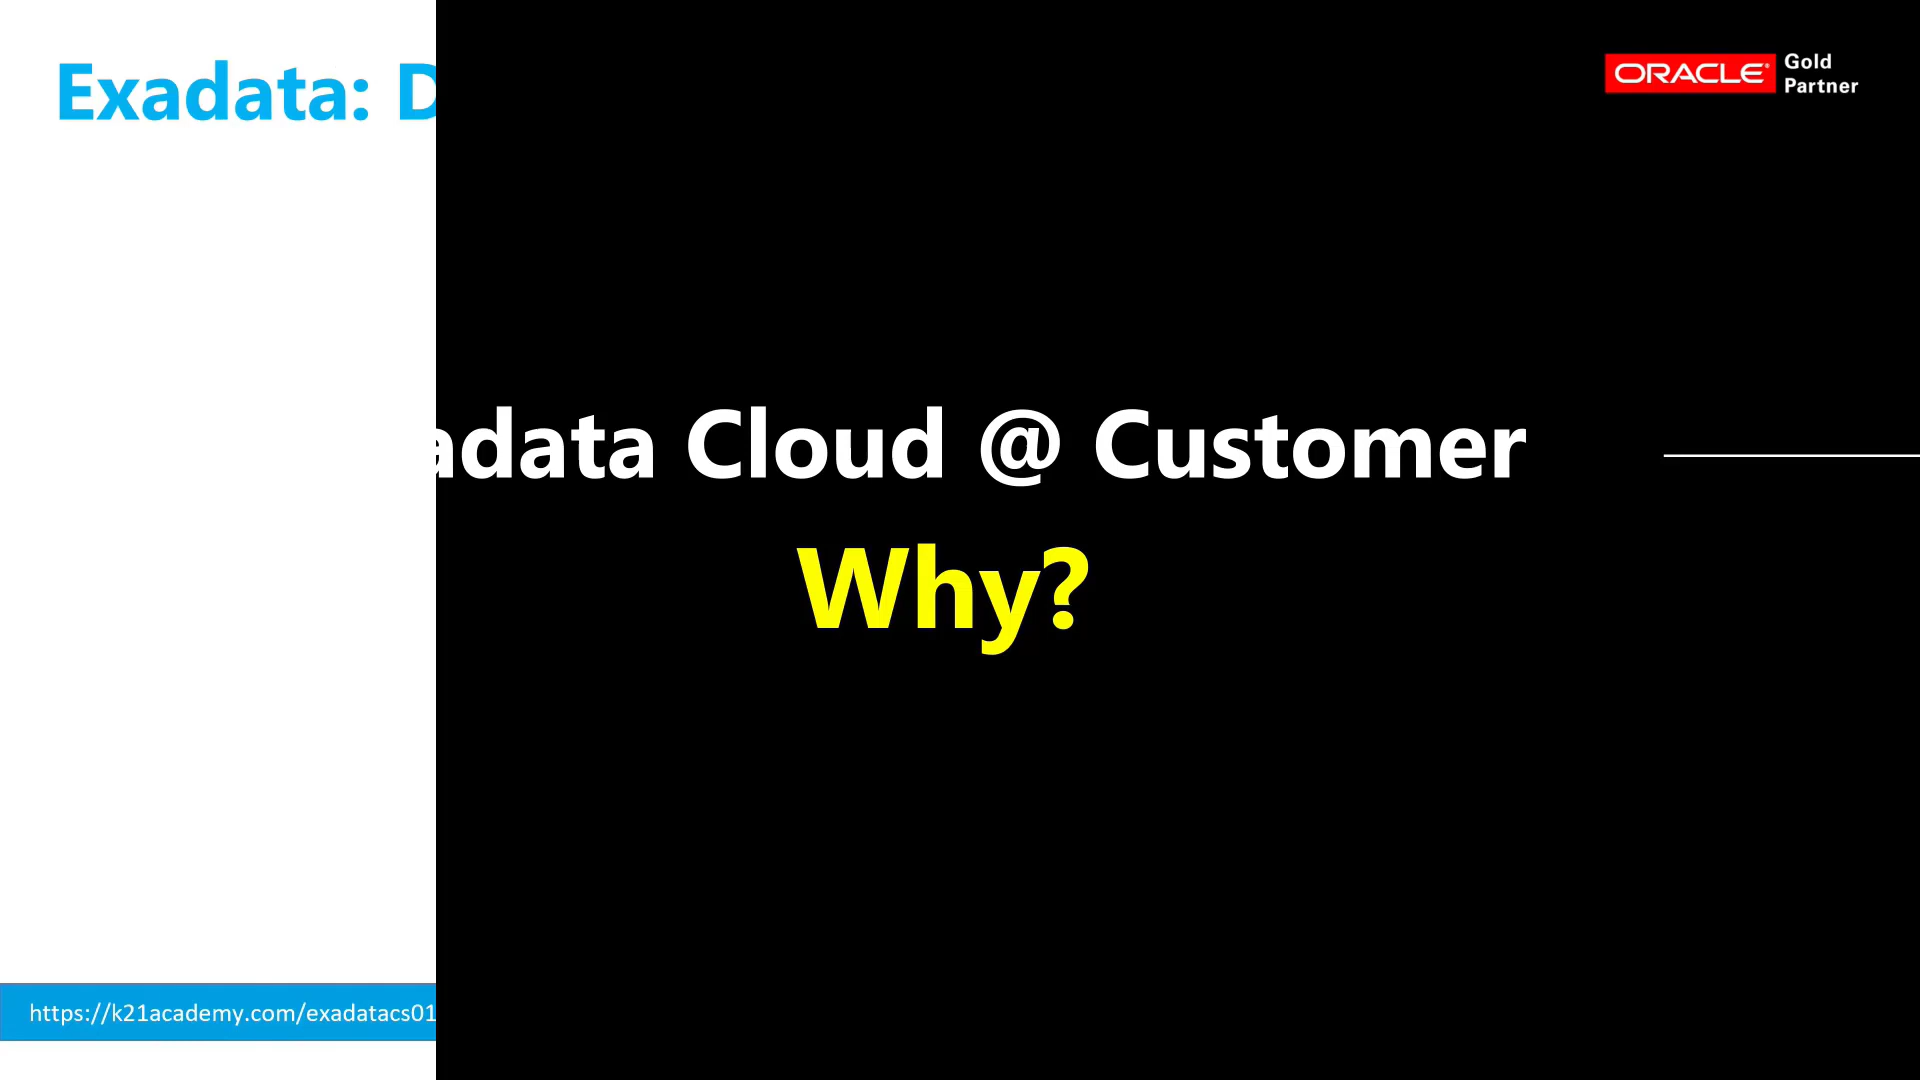 Exadata: D
ORACLE Gold Partner
adata Cloud @ Customer
Why?
https://k21academy.com/exadatacs01